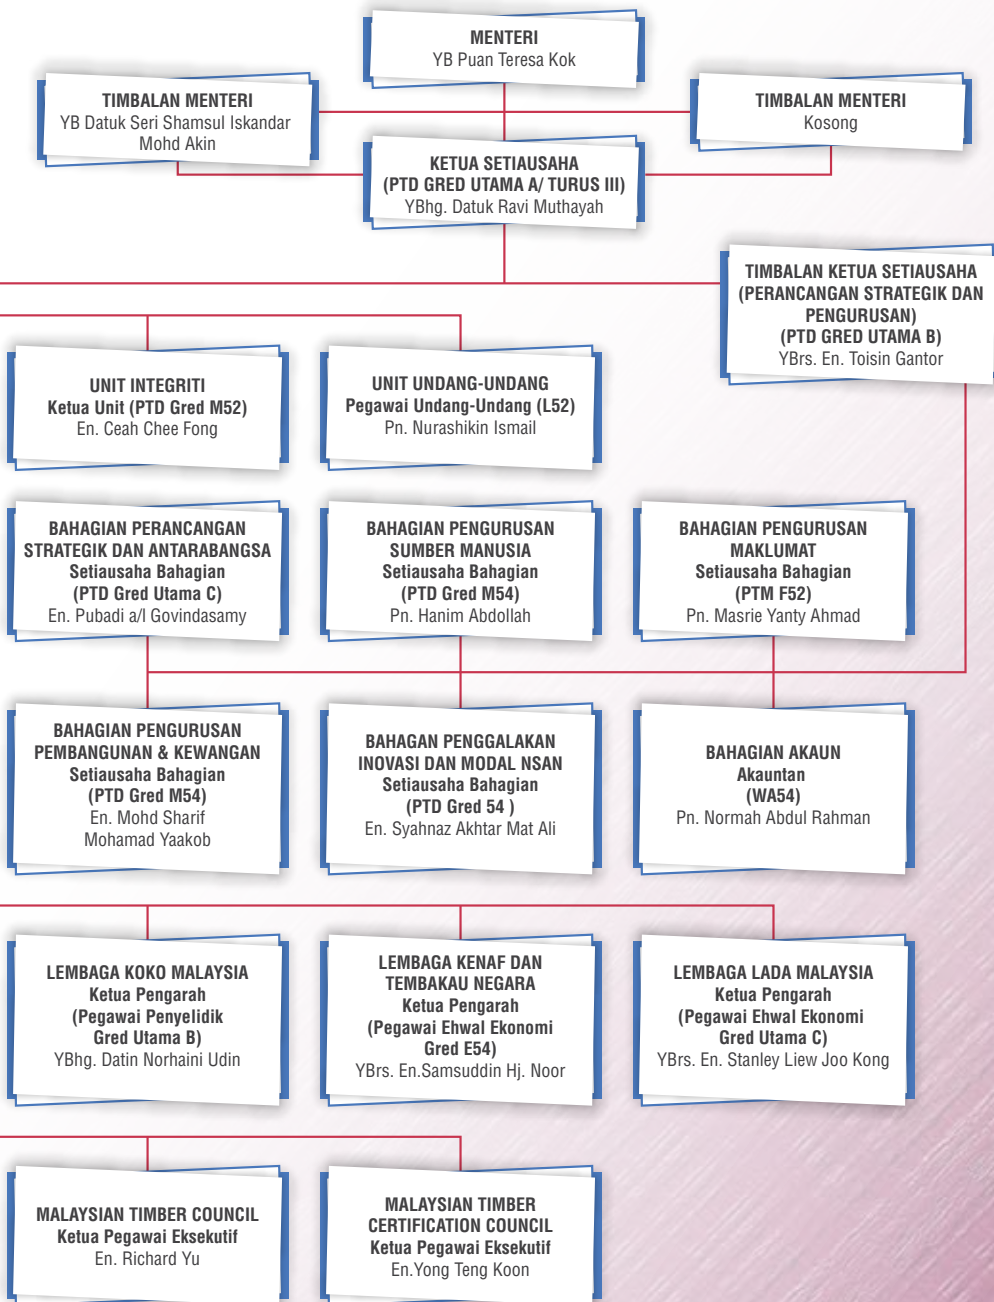 MENTERI
YB Puan Teresa Kok
TIMBALAN MENTERI
YB Datuk Seri Shamsul Iskandar
Mohd Akin
TIMBALAN MENTERI
Kosong
KETUA SETIAUSAHA
(PTD GRED UTAMA A/ TURUS III)
YBhg. Datuk Ravi Muthayah
TIMBALAN KETUA SETIAUSAHA
(PERANCANGAN STRATEGIK DAN
PENGURUSAN)
(PTD GRED UTAMA B)
YBrs. En. Toisin Gantor
UNIT INTEGRITI
Ketua Unit (PTD Gred M52)
En. Ceah Chee Fong
UNIT UNDANG-UNDANG
Pegawai Undang-Undang (L52)
Pn. Nurashikin Ismail
BAHAGIAN PERANCANGAN
STRATEGIK DAN ANTARABANGSA
Setiausaha Bahagian
(PTD Gred Utama C)
En. Pubadi a/l Govindasamy
BAHAGIAN PENGURUSAN
SUMBER MANUSIA
Setiausaha Bahagian
(PTD Gred M54)
Pn. Hanim Abdollah
BAHAGIAN PENGURUSAN
MAKLUMAT
Setiausaha Bahagian
(PTM F52)
Pn. Masrie Yanty Ahmad
BAHAGIAN PENGURUSAN
PEMBANGUNAN & KEWANGAN
Setiausaha Bahagian
(PTD Gred M54)
En. Mohd Sharif
Mohamad Yaakob
BAHAGAN PENGGALAKAN
INOVASI DAN MODAL NSAN
Setiausaha Bahagian
(PTD Gred 54 )
En. Syahnaz Akhtar Mat Ali
BAHAGIAN AKAUN
Akauntan
(WA54)
Pn. Normah Abdul Rahman
LEMBAGA KOKO MALAYSIA
Ketua Pengarah
(Pegawai Penyelidik
Gred Utama B)
YBhg. Datin Norhaini Udin
LEMBAGA KENAF DAN
TEMBAKAU NEGARA
Ketua Pengarah
(Pegawai Ehwal Ekonomi
Gred E54)
YBrs. En.Samsuddin Hj. Noor
LEMBAGA LADA MALAYSIA
Ketua Pengarah
(Pegawai Ehwal Ekonomi
Gred Utama C)
YBrs. En. Stanley Liew Joo Kong
MALAYSIAN TIMBER COUNCIL
Ketua Pegawai Eksekutif
En. Richard Yu
MALAYSIAN TIMBER
CERTIFICATION COUNCIL
Ketua Pegawai Eksekutif
En.Yong Teng Koon